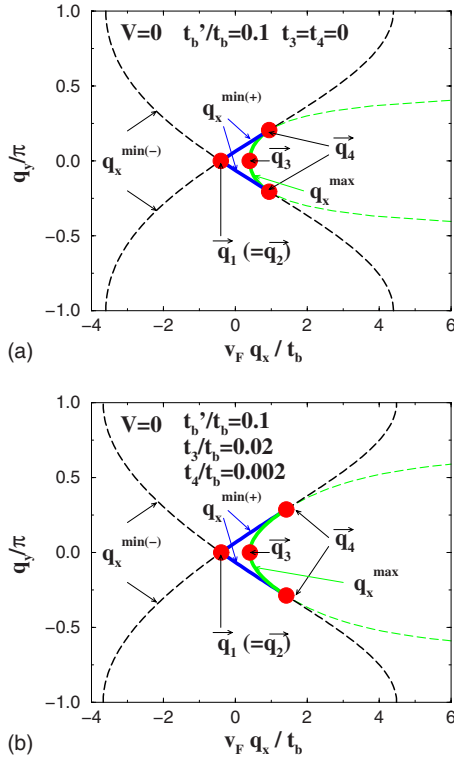 V=0 t_b'/t_b=0.1 t_3=t_4=0
1.0
0.5
0.0
-0.5
-1.0
q_y/π
q_x^min(+)
q_x^min(-)
q_3
q_4
q_x^max
q_1 (=q_2)
-4 -2 0 2 4 6
(a) v_F q_x / t_b
V=0 t_b'/t_b=0.1
t_3/t_b=0.02
t_4/t_b=0.002
1.0
0.5
0.0
-0.5
-1.0
q_y/π
q_x^min(+)
q_x^min(-)
q_3
q_4
q_x^max
q_1 (=q_2)
-4 -2 0 2 4 6
(b) v_F q_x / t_b